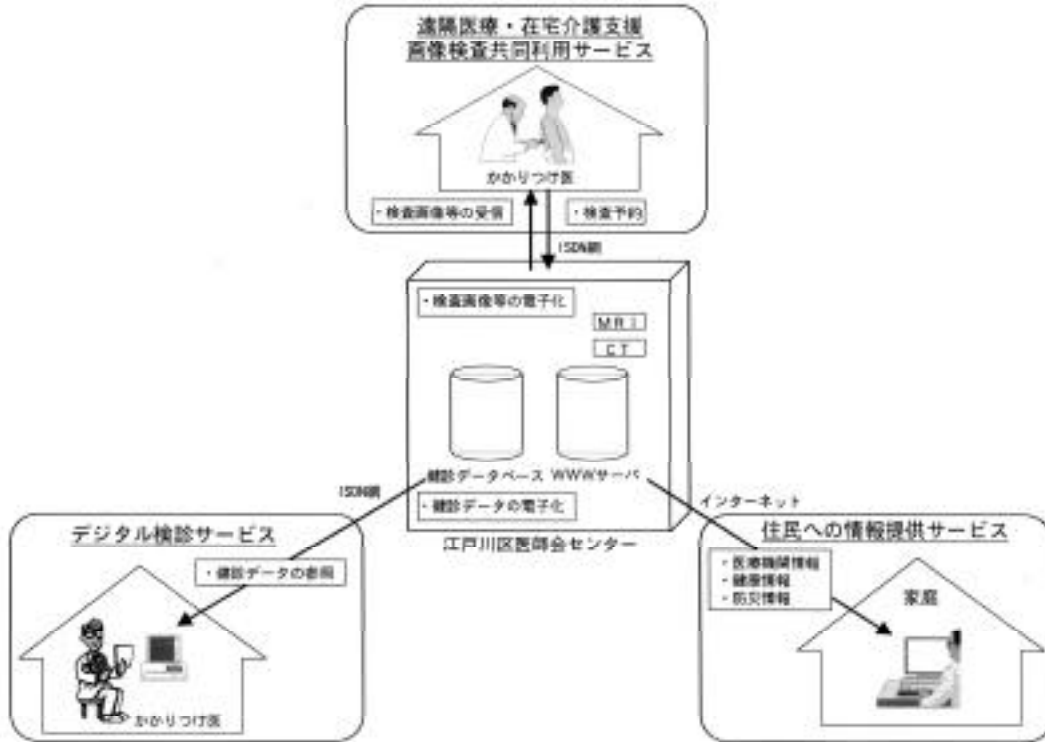 遠隔医療・在宅介護支援
画像検査共同利用サービス
かかりつけ医
・検査画像等の受信
・検査予約
ISDN網
・検査画像等の電子化
MRI
CT
健診データベース
WWWサーバ
・健診データの電子化
江戸川区医師会センター
ISDN網
インターネット
デジタル検診サービス
・健診データの参照
かかりつけ医
住民への情報提供サービス
・医療機関情報
・健康情報
・防災情報
家庭